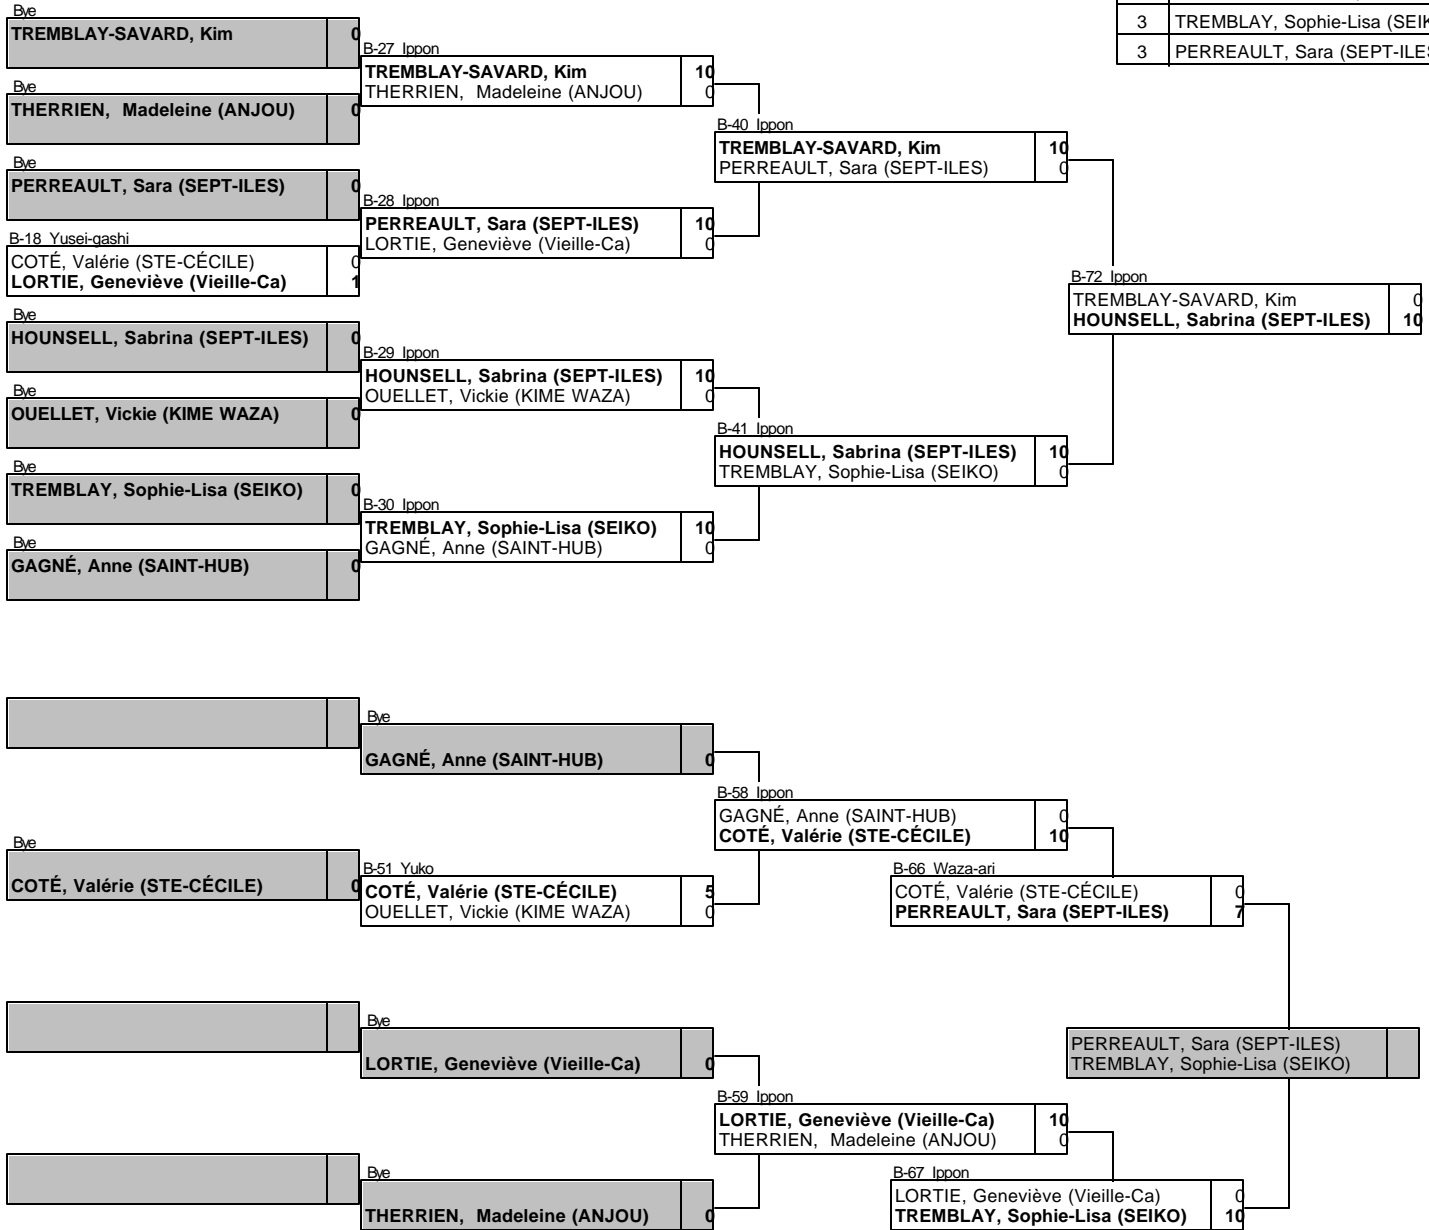 3 TREMBLAY, Sophie-Lisa
3 PERREAULT, Sara
Bye
TREMBLAY-SAVARD, Kim 0
Bye
THERRIEN, Madeleine (ANJOU) 0
Bye
PERREAULT, Sara (SEPT-ILES) 0
B-18 Yusei-gashi
COTÉ, Valérie (STE-CÉCILE) 0
LORTIE, Geneviève (Vieille-Ca) 1
Bye
HOUNSELL, Sabrina (SEPT-ILES) 0
Bye
OUELLET, Vickie (KIME WAZA) 0
Bye
TREMBLAY, Sophie-Lisa (SEIKO) 0
Bye
GAGNÉ, Anne (SAINT-HUB) 0
B-27 Ippon
TREMBLAY-SAVARD, Kim 10
THERRIEN, Madeleine (ANJOU) 0
B-28 Ippon
PERREAULT, Sara (SEPT-ILES) 10
LORTIE, Geneviève (Vieille-Ca) 0
B-29 Ippon
HOUNSELL, Sabrina (SEPT-ILES) 10
OUELLET, Vickie (KIME WAZA) 0
B-30 Ippon
TREMBLAY, Sophie-Lisa (SEIKO) 10
GAGNÉ, Anne (SAINT-HUB) 0
B-40 Ippon
TREMBLAY-SAVARD, Kim 10
PERREAULT, Sara (SEPT-ILES) 0
B-41 Ippon
HOUNSELL, Sabrina (SEPT-ILES) 10
TREMBLAY, Sophie-Lisa (SEIKO) 0
B-72 Ippon
TREMBLAY-SAVARD, Kim 0
HOUNSELL, Sabrina (SEPT-ILES) 10
Bye
COTÉ, Valérie (STE-CÉCILE) 0
Bye
GAGNÉ, Anne (SAINT-HUB) 0
B-51 Yuko
COTÉ, Valérie (STE-CÉCILE) 5
OUELLET, Vickie (KIME WAZA) 0
Bye
LORTIE, Geneviève (Vieille-Ca) 0
Bye
THERRIEN, Madeleine (ANJOU) 0
B-58 Ippon
GAGNÉ, Anne (SAINT-HUB) 0
COTÉ, Valérie (STE-CÉCILE) 10
B-59 Ippon
LORTIE, Geneviève (Vieille-Ca) 10
THERRIEN, Madeleine (ANJOU) 0
B-66 Waza-ari
COTÉ, Valérie (STE-CÉCILE) 0
PERREAULT, Sara (SEPT-ILES) 7
B-67 Ippon
LORTIE, Geneviève (Vieille-Ca) 0
TREMBLAY, Sophie-Lisa (SEIKO) 10
PERREAULT, Sara (SEPT-ILES)
TREMBLAY, Sophie-Lisa (SEIKO)